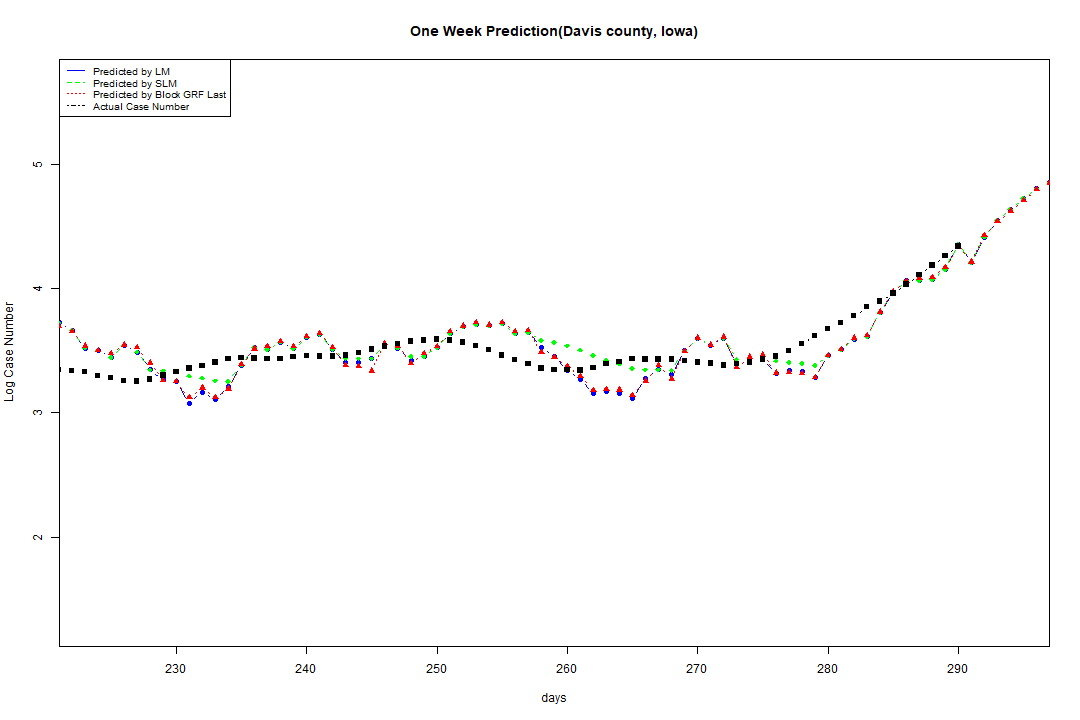 One Week Prediction(Davis county, Iowa)
Predicted by LM
Predicted by SLM
Predicted by Block GRF Last
Actual Case Number
5
4
3
2
Log Case Number
230 240 250 260 270 280 290
days